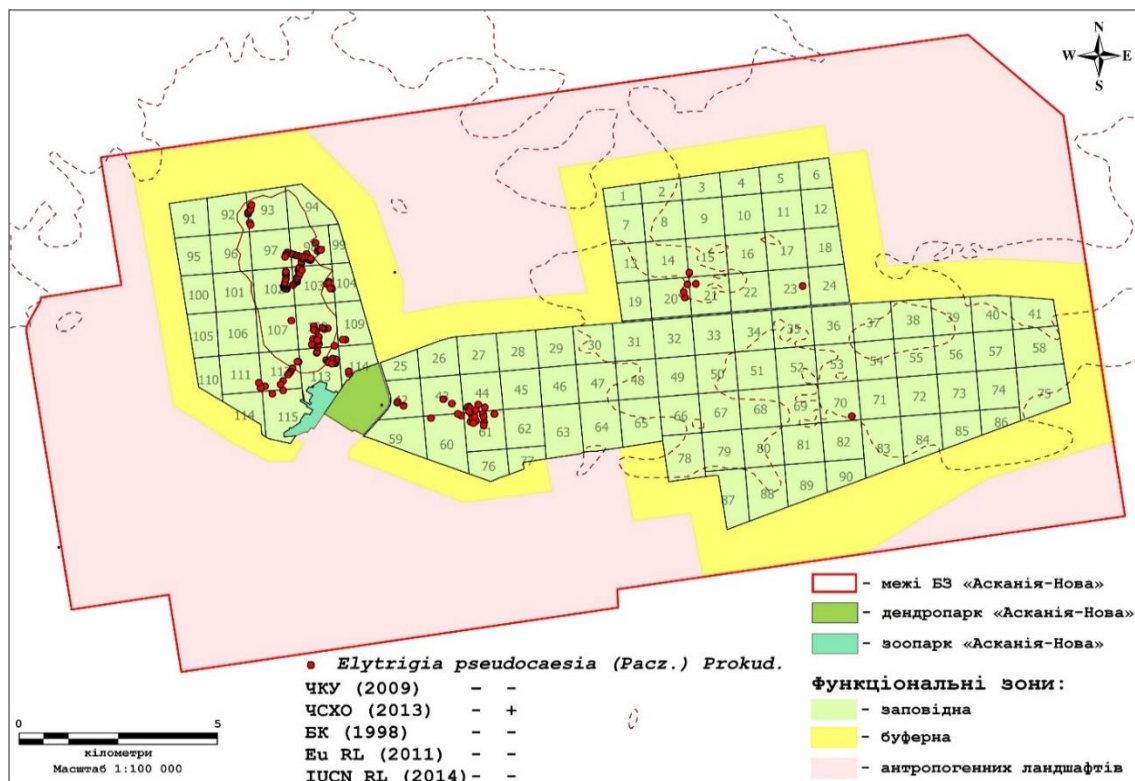 N
W E
S
91 92 93 94
95 96 97 99
100 101 102 103 104
105 106 107 109
110 111 113 114
114 115
1 2 3 4 5 6
7 8 9 10 11 12
13 14 15 16 17 18
19 20 21 22 23 24
25 26 27 28 29 30 31 32 33 34 35 36 37 38 39 40 41
42 43 44 45 46 47 48 49 50 51 52 53 54 55 56 57 58
59 60 61 62 63 64 65 66 67 68 69 70 71 72 73 74 75
76 77 78 79 80 81 82 83 84 85 86
87 88 89 90
- межі БЗ «Асканія-Нова»
- дендропарк «Асканія-Нова»
- зоопарк «Асканія-Нова»
Функціональні зони:
- заповідна
- буферна
- антропогенних ландшафтів
Elytrigia pseudocaesia (Pacz.) Prokud.
ЧКУ (2009) - -
ЧСХО (2013) - +
БК (1998) - -
Eu RL (2011) - -
IUCN RL (2014) - -
0 5
кілометри
Масштаб 1:100 000